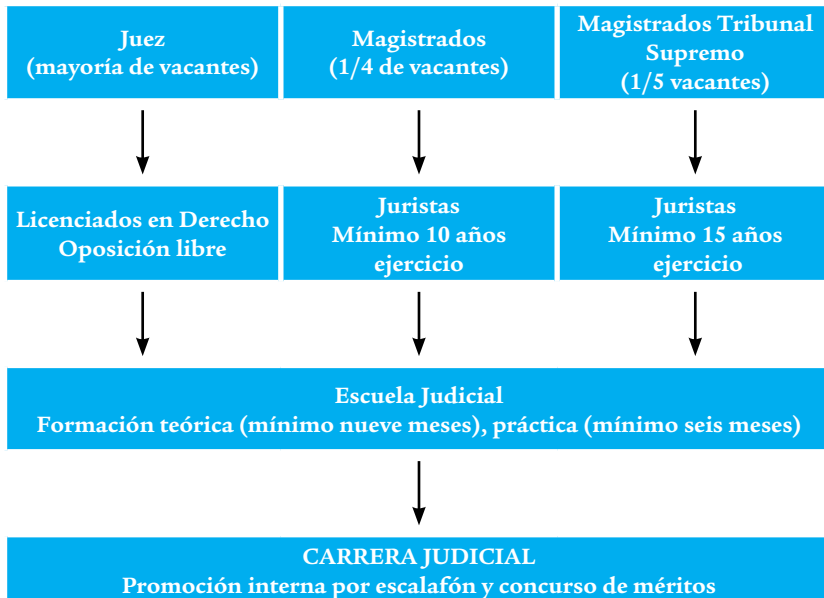 Juez
(mayoría de vacantes)
Magistrados
(1/4 de vacantes)
Magistrados Tribunal
Supremo
(1/5 vacantes)
Licenciados en Derecho
Oposición libre
Juristas
Mínimo 10 años
ejercicio
Juristas
Mínimo 15 años
ejercicio
Escuela Judicial
Formación teórica (mínimo nueve meses), práctica (mínimo seis meses)
CARRERA JUDICIAL
Promoción interna por escalafón y concurso de méritos